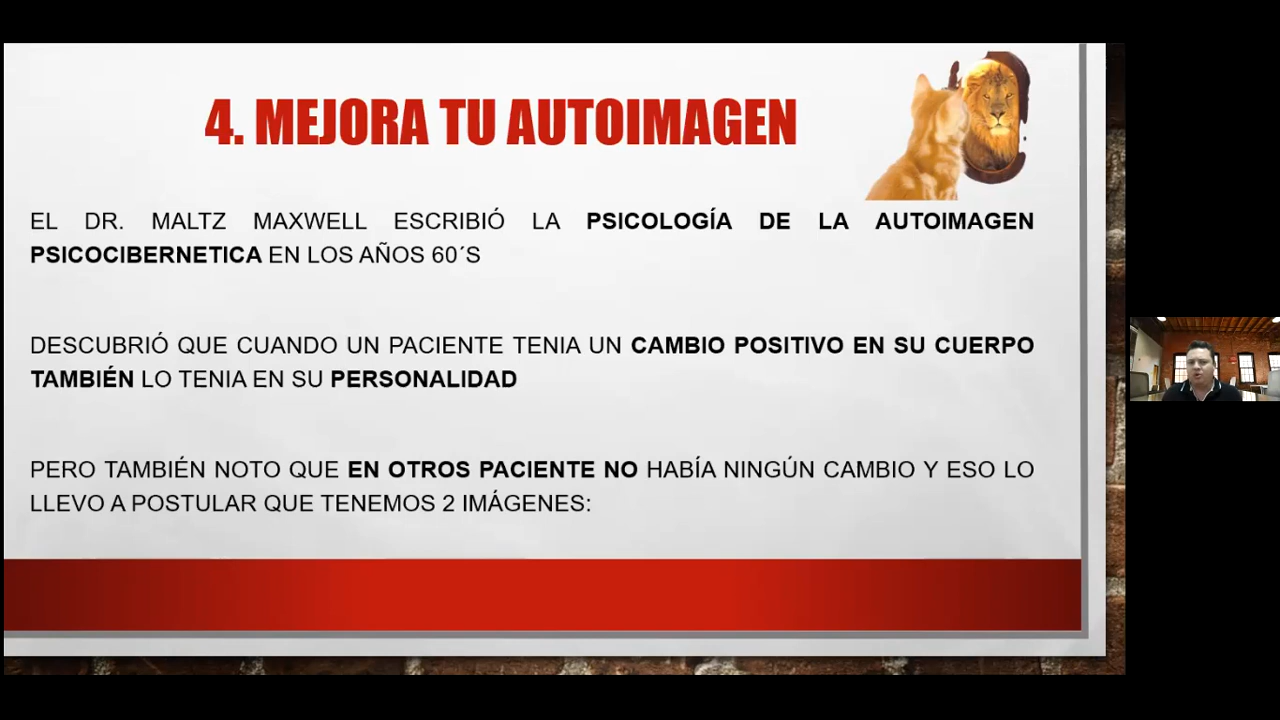 4. MEJORA TU AUTOIMAGEN
EL DR. MALTZ MAXWELL ESCRIBIÓ LA PSICOLOGÍA DE LA AUTOIMAGEN
PSICOCIBERNETICA EN LOS AÑOS 60´S
DESCUBRIÓ QUE CUANDO UN PACIENTE TENIA UN CAMBIO POSITIVO EN SU CUERPO
TAMBIÉN LO TENIA EN SU PERSONALIDAD
PERO TAMBIÉN NOTO QUE EN OTROS PACIENTE NO HABÍA NINGÚN CAMBIO Y ESO LO
LLEVO A POSTULAR QUE TENEMOS 2 IMÁGENES: